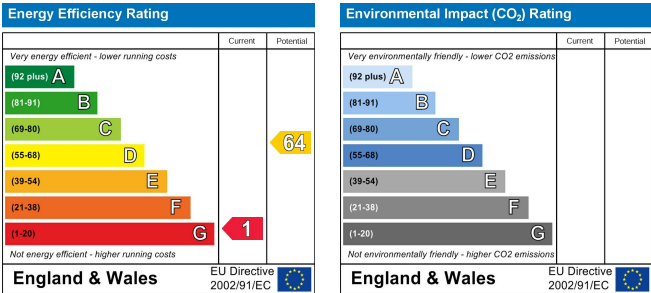 Energy Efficiency Rating
Current Potential
Very energy efficient - lower running costs
(92 plus) A
(81-91) B
(69-80) C
(55-68) D
64
(39-54) E
(21-38) F
(1-20) G
1
Not energy efficient - higher running costs
England & Wales
EU Directive
2002/91/EC
Environmental Impact (CO₂) Rating
Current Potential
Very environmentally friendly - lower CO2 emissions
(92 plus) A
(81-91) B
(69-80) C
(55-68) D
(39-54) E
(21-38) F
(1-20) G
Not environmentally friendly - higher CO2 emissions
England & Wales
EU Directive
2002/91/EC